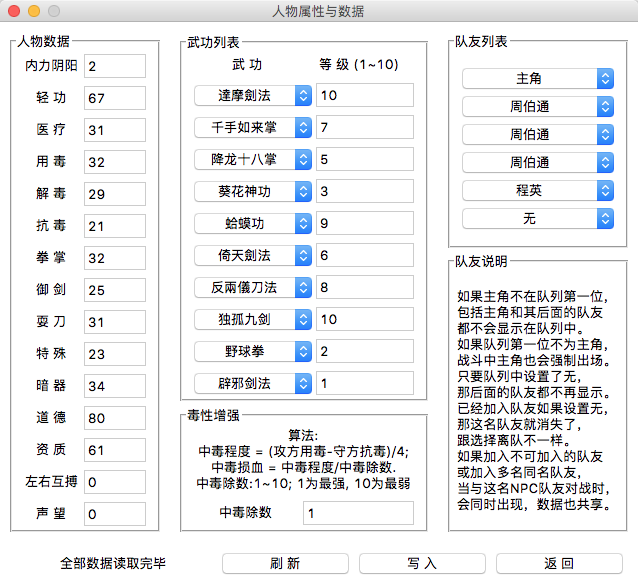 人物属性与数据
人物数据
内力阴阳 2
轻 功 67
医 疗 31
用 毒 32
解 毒 29
抗 毒 21
拳 掌 32
御 剑 25
耍 刀 31
特 殊 23
暗 器 34
道 德 80
资 质 61
左右互搏 0
声 望 0
武功列表
武 功 等 级 (1~10)
達摩劍法 10
千手如来掌 7
降龙十八掌 5
葵花神功 3
蛤蟆功 9
倚天劍法 6
反兩儀刀法 8
独孤九剑 10
野球拳 2
辟邪剑法 1
毒性增强
算法:
中毒程度 = (攻方用毒-守方抗毒)/4;
中毒损血 = 中毒程度/中毒除数.
中毒除数:1~10; 1为最强, 10为最弱
中毒除数 1
队友列表
主角
周伯通
周伯通
周伯通
程英
无
队友说明
如果主角不在队列第一位,
包括主角和其后面的队友
都不会显示在队列中。
如果队列第一位不为主角,
战斗中主角也会强制出场。
只要队列中设置了无,
那后面的队友都不再显示。
已经加入队友如果设置无,
那这名队友就消失了,
跟选择离队不一样。
如果加入不可加入的队友
或加入多名同名队友,
当与这名NPC队友对战时,
会同时出现，数据也共享。
全部数据读取完毕
刷 新
写 入
返 回